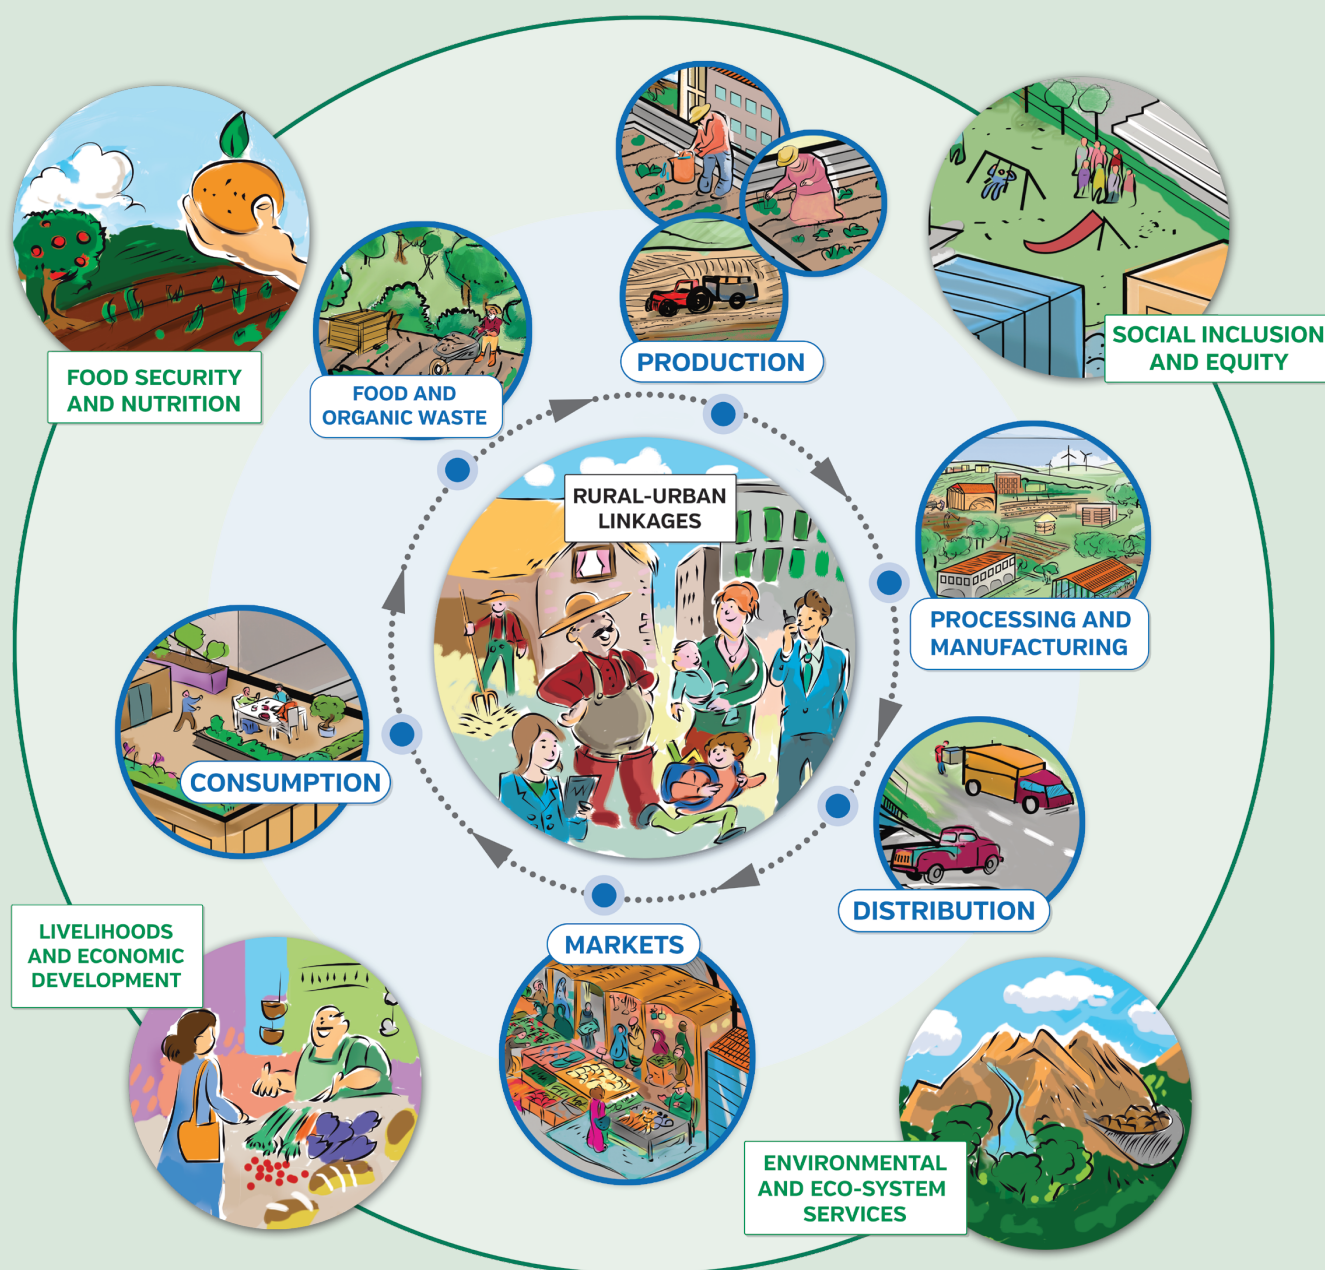 PRODUCTION
SOCIAL INCLUSION
AND EQUITY
FOOD SECURITY
AND NUTRITION
FOOD AND
ORGANIC WASTE
RURAL-URBAN
LINKAGES
PROCESSING AND
MANUFACTURING
CONSUMPTION
DISTRIBUTION
LIVELIHOODS
AND ECONOMIC
DEVELOPMENT
MARKETS
ENVIRONMENTAL
AND ECO-SYSTEM
SERVICES